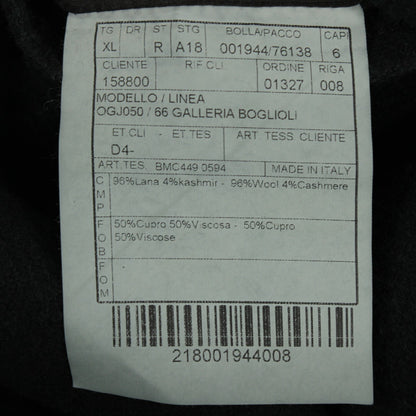 TG DR ST STG BOLLA/PACCO CAPI
XL R A18 001944/76138 6
CLIENTE RIF.CLI ORDINE RIGA
158800 01327 008
MODELLO / LINEA
OGJ050 / 66 GALLERIA BOGLIOLI
ET.CLI - ET.TES ART TESS CLIENTE
D4-
ART.TES. BMC449 0594 MADE IN ITALY
CMP 96%Lana 4%kashmir - 96%Wool 4%Cashmere
FOB 50%Cupro 50%Viscosa - 50%Cupro
50%Viscose
FOM
218001944008